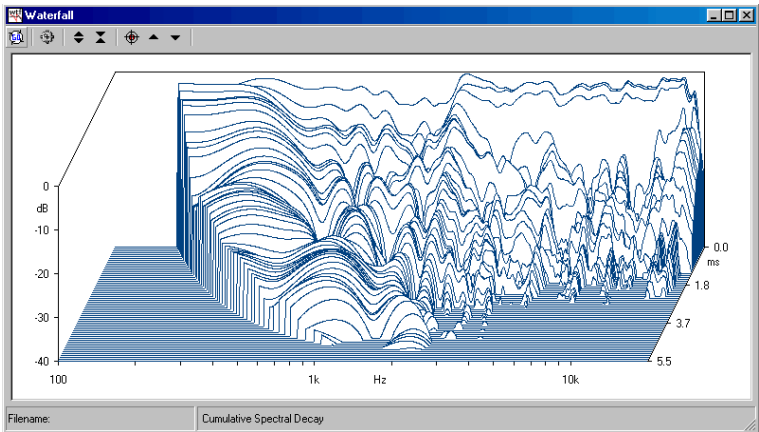 Waterfall
0
dB
-10
-20
-30
-40
100
1k
Hz
10k
0.0
ms
1.8
3.7
5.5
Filename:
Cumulative Spectral Decay